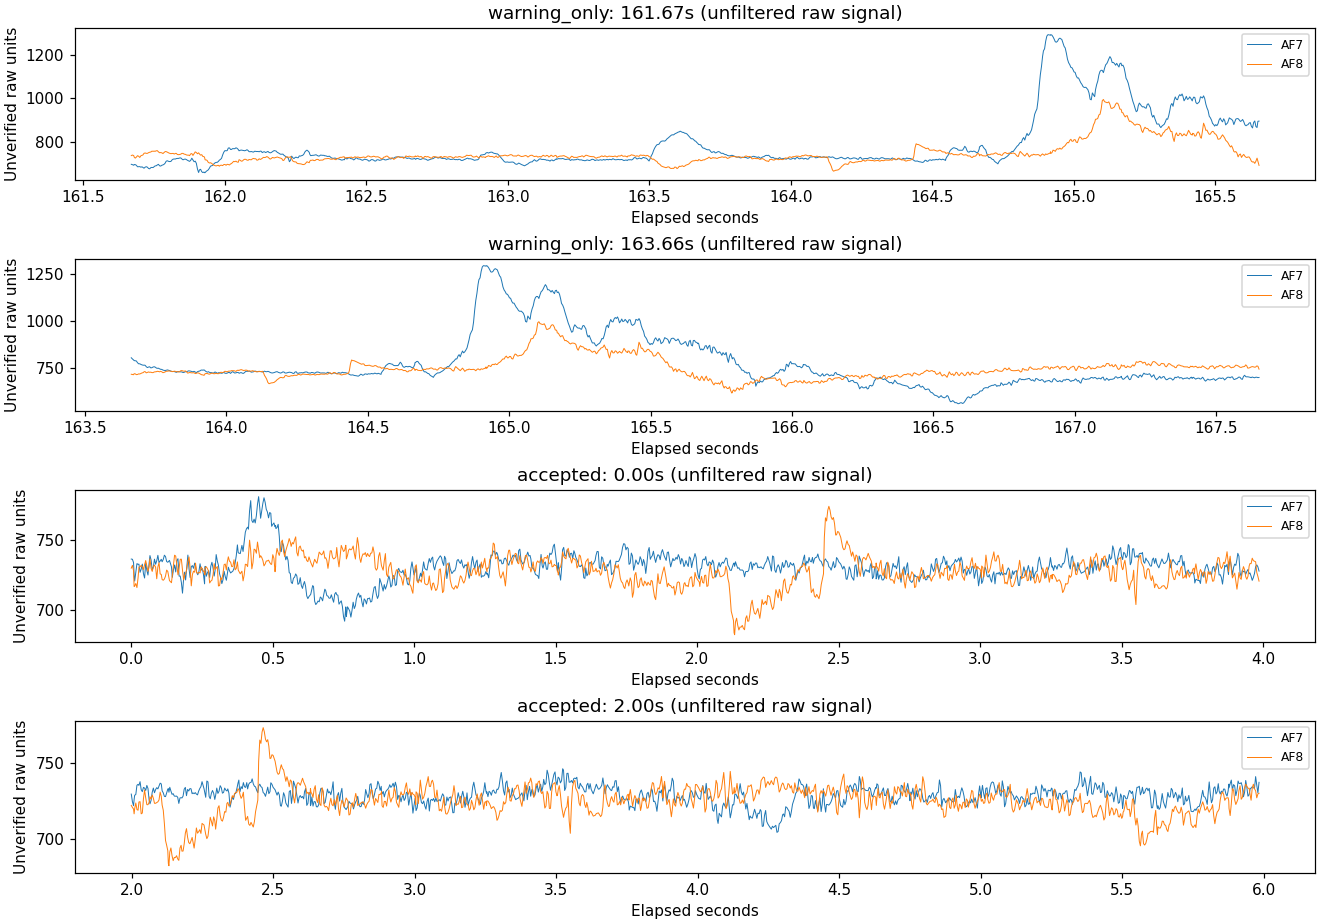 warning_only: 161.67s (unfiltered raw signal)
Unverified raw units
1200
1000
800
AF7
AF8
161.5 162.0 162.5 163.0 163.5 164.0 164.5 165.0 165.5
Elapsed seconds
warning_only: 163.66s (unfiltered raw signal)
Unverified raw units
1250
1000
750
AF7
AF8
163.5 164.0 164.5 165.0 165.5 166.0 166.5 167.0 167.5
Elapsed seconds
accepted: 0.00s (unfiltered raw signal)
Unverified raw units
750
700
AF7
AF8
0.0 0.5 1.0 1.5 2.0 2.5 3.0 3.5 4.0
Elapsed seconds
accepted: 2.00s (unfiltered raw signal)
Unverified raw units
750
700
AF7
AF8
2.0 2.5 3.0 3.5 4.0 4.5 5.0 5.5 6.0
Elapsed seconds